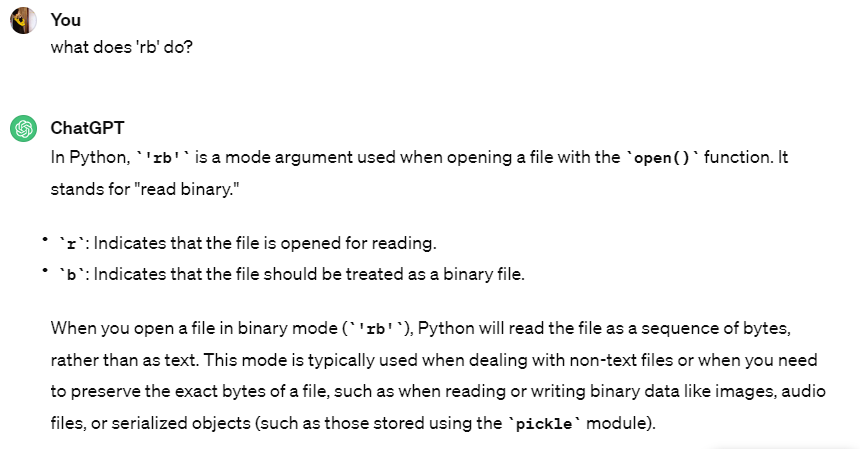 You
what does 'rb' do?
ChatGPT
In Python, `'rb'` is a mode argument used when opening a file with the `open()` function. It
stands for "read binary."
• `r`: Indicates that the file is opened for reading.
• `b`: Indicates that the file should be treated as a binary file.
When you open a file in binary mode (`'rb'`), Python will read the file as a sequence of bytes,
rather than as text. This mode is typically used when dealing with non-text files or when you need
to preserve the exact bytes of a file, such as when reading or writing binary data like images, audio
files, or serialized objects (such as those stored using the `pickle` module).